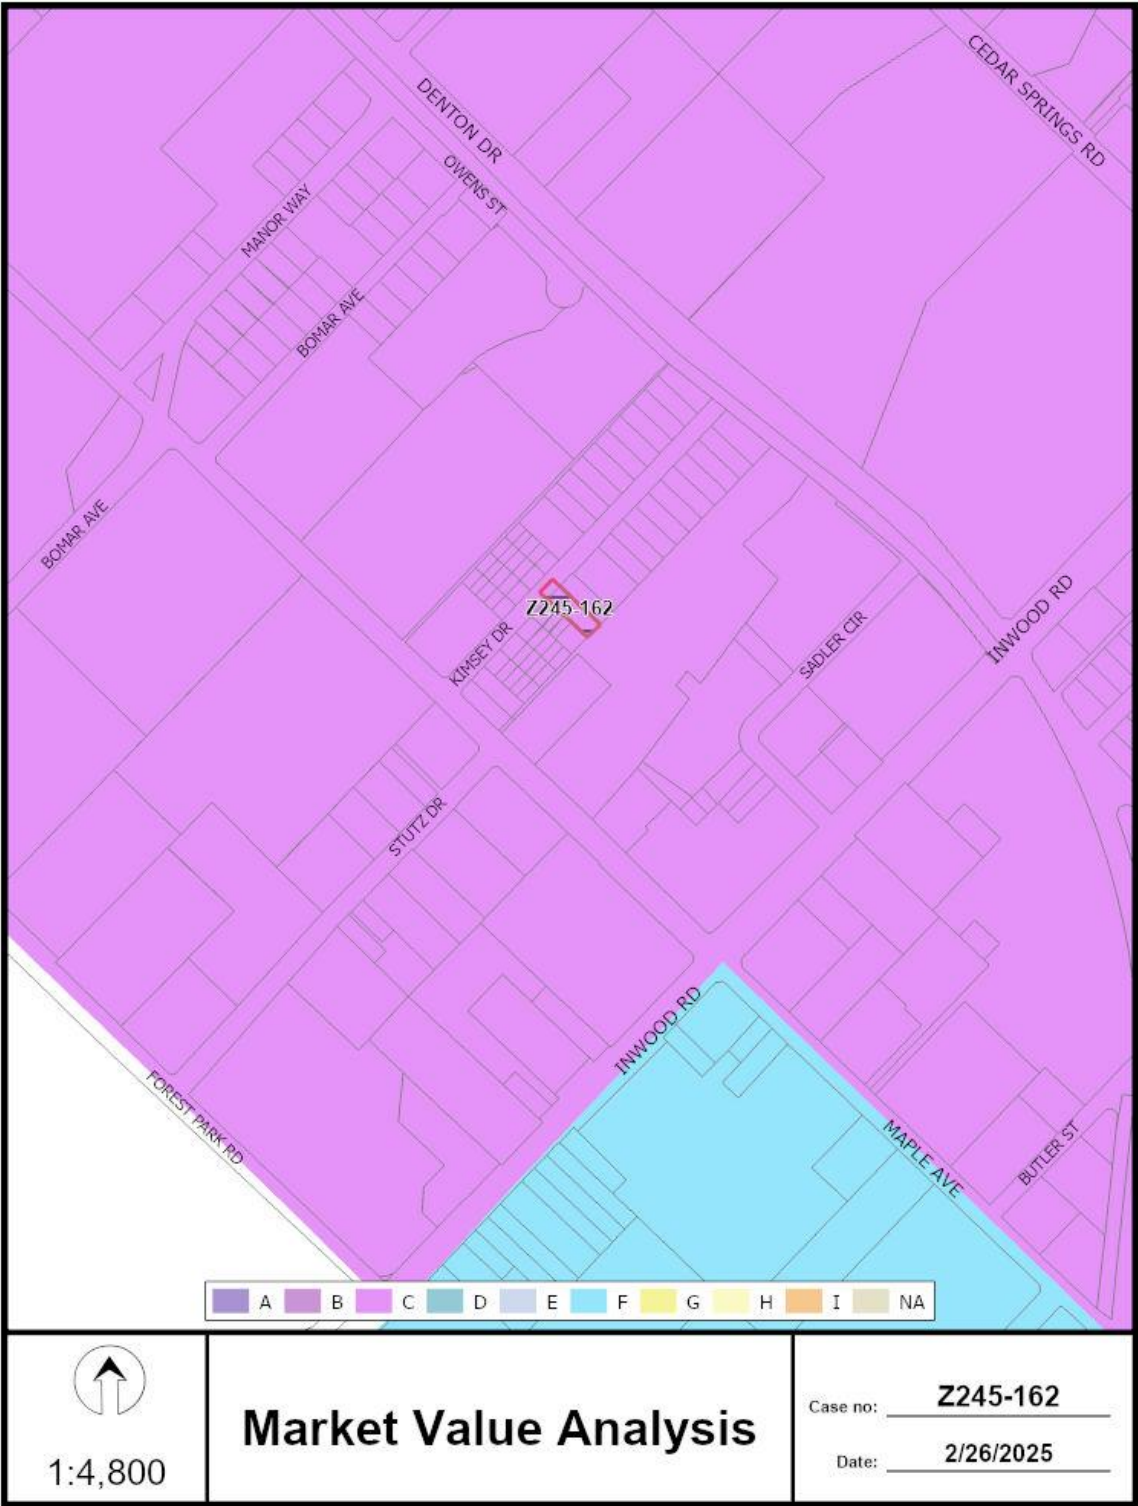 CEDAR SPRINGS RD
DENTON DR
OWENS ST
MANOR WAY
BOMAR AVE
BOMAR AVE
Z245-162
KIMSEY DR
SADLER CIR
INWOOD RD
STUTZ DR
INWOOD RD
FOREST PARK RD
MAPLE AVE
BUTLER ST
A B C D E F G H I NA
1:4,800
Market Value Analysis
Case no: Z245-162
Date: 2/26/2025